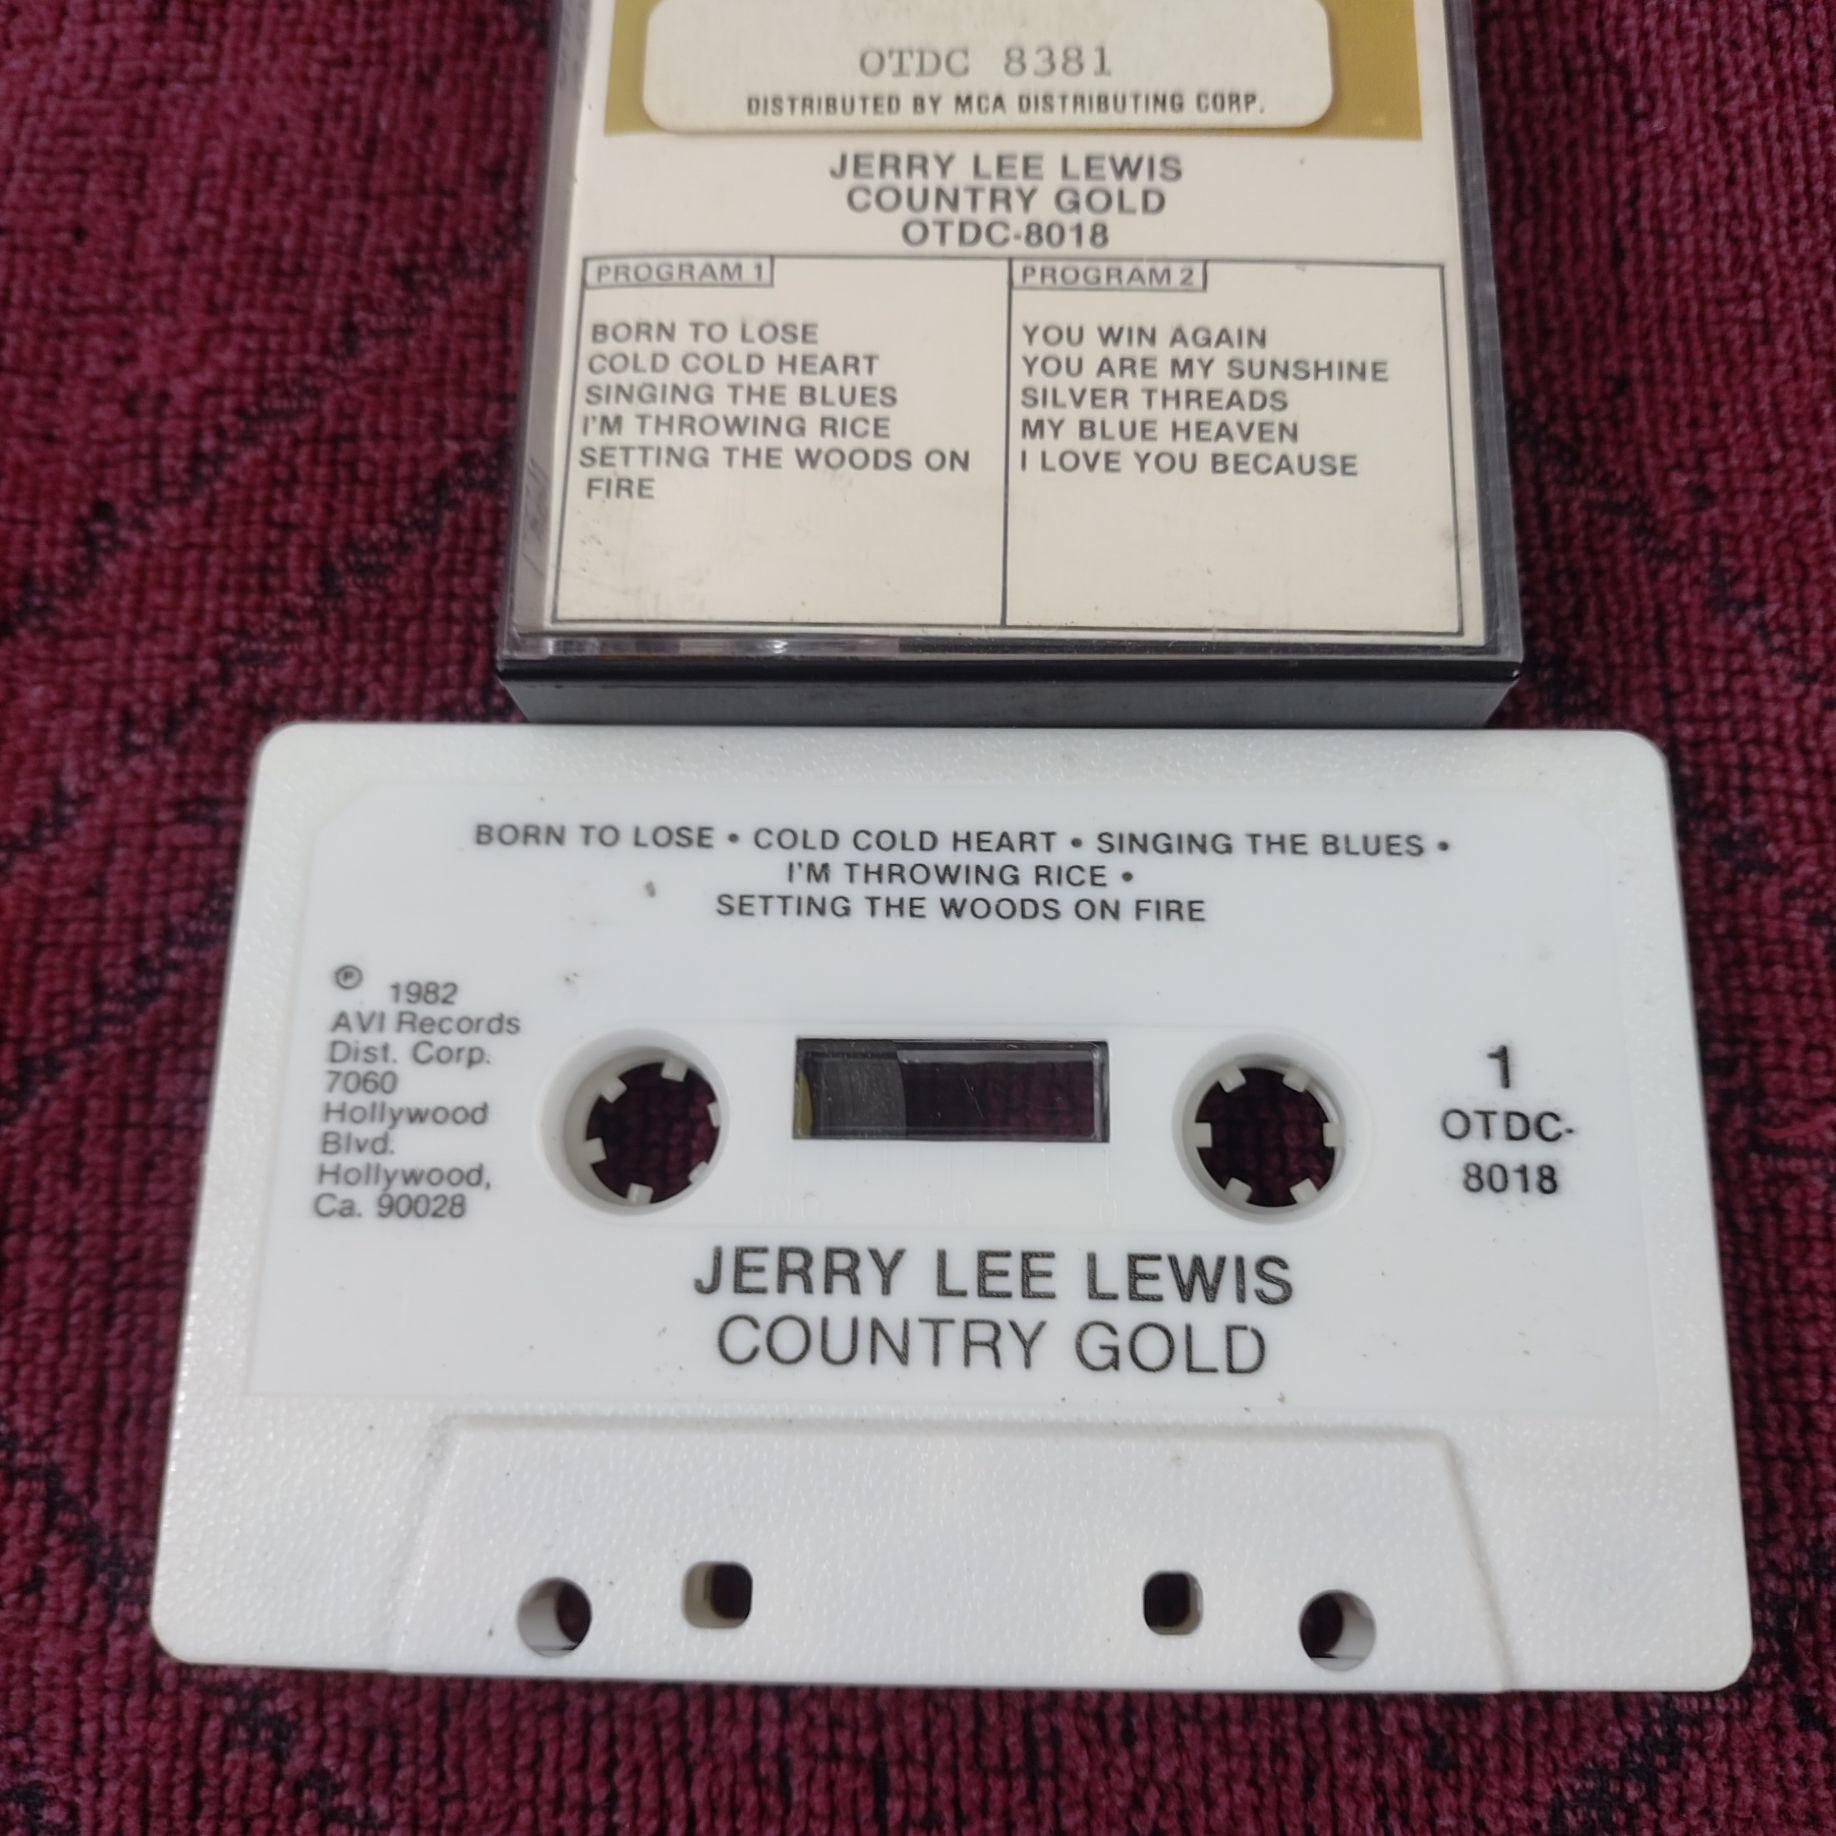 OTDC 8381
DISTRIBUTED BY MCA DISTRIBUTING CORP.
JERRY LEE LEWIS
COUNTRY GOLD
OTDC-8018
PROGRAM 1
BORN TO LOSE
COLD COLD HEART
SINGING THE BLUES
I'M THROWING RICE
SETTING THE WOODS ON
FIRE
PROGRAM 2
YOU WIN AGAIN
YOU ARE MY SUNSHINE
SILVER THREADS
MY BLUE HEAVEN
I LOVE YOU BECAUSE
BORN TO LOSE • COLD COLD HEART • SINGING THE BLUES •
I'M THROWING RICE •
SETTING THE WOODS ON FIRE
℗ 1982
AVI Records
Dist. Corp.
7060
Hollywood
Blvd.
Hollywood,
Ca. 90028
1
OTDC-
8018
JERRY LEE LEWIS
COUNTRY GOLD